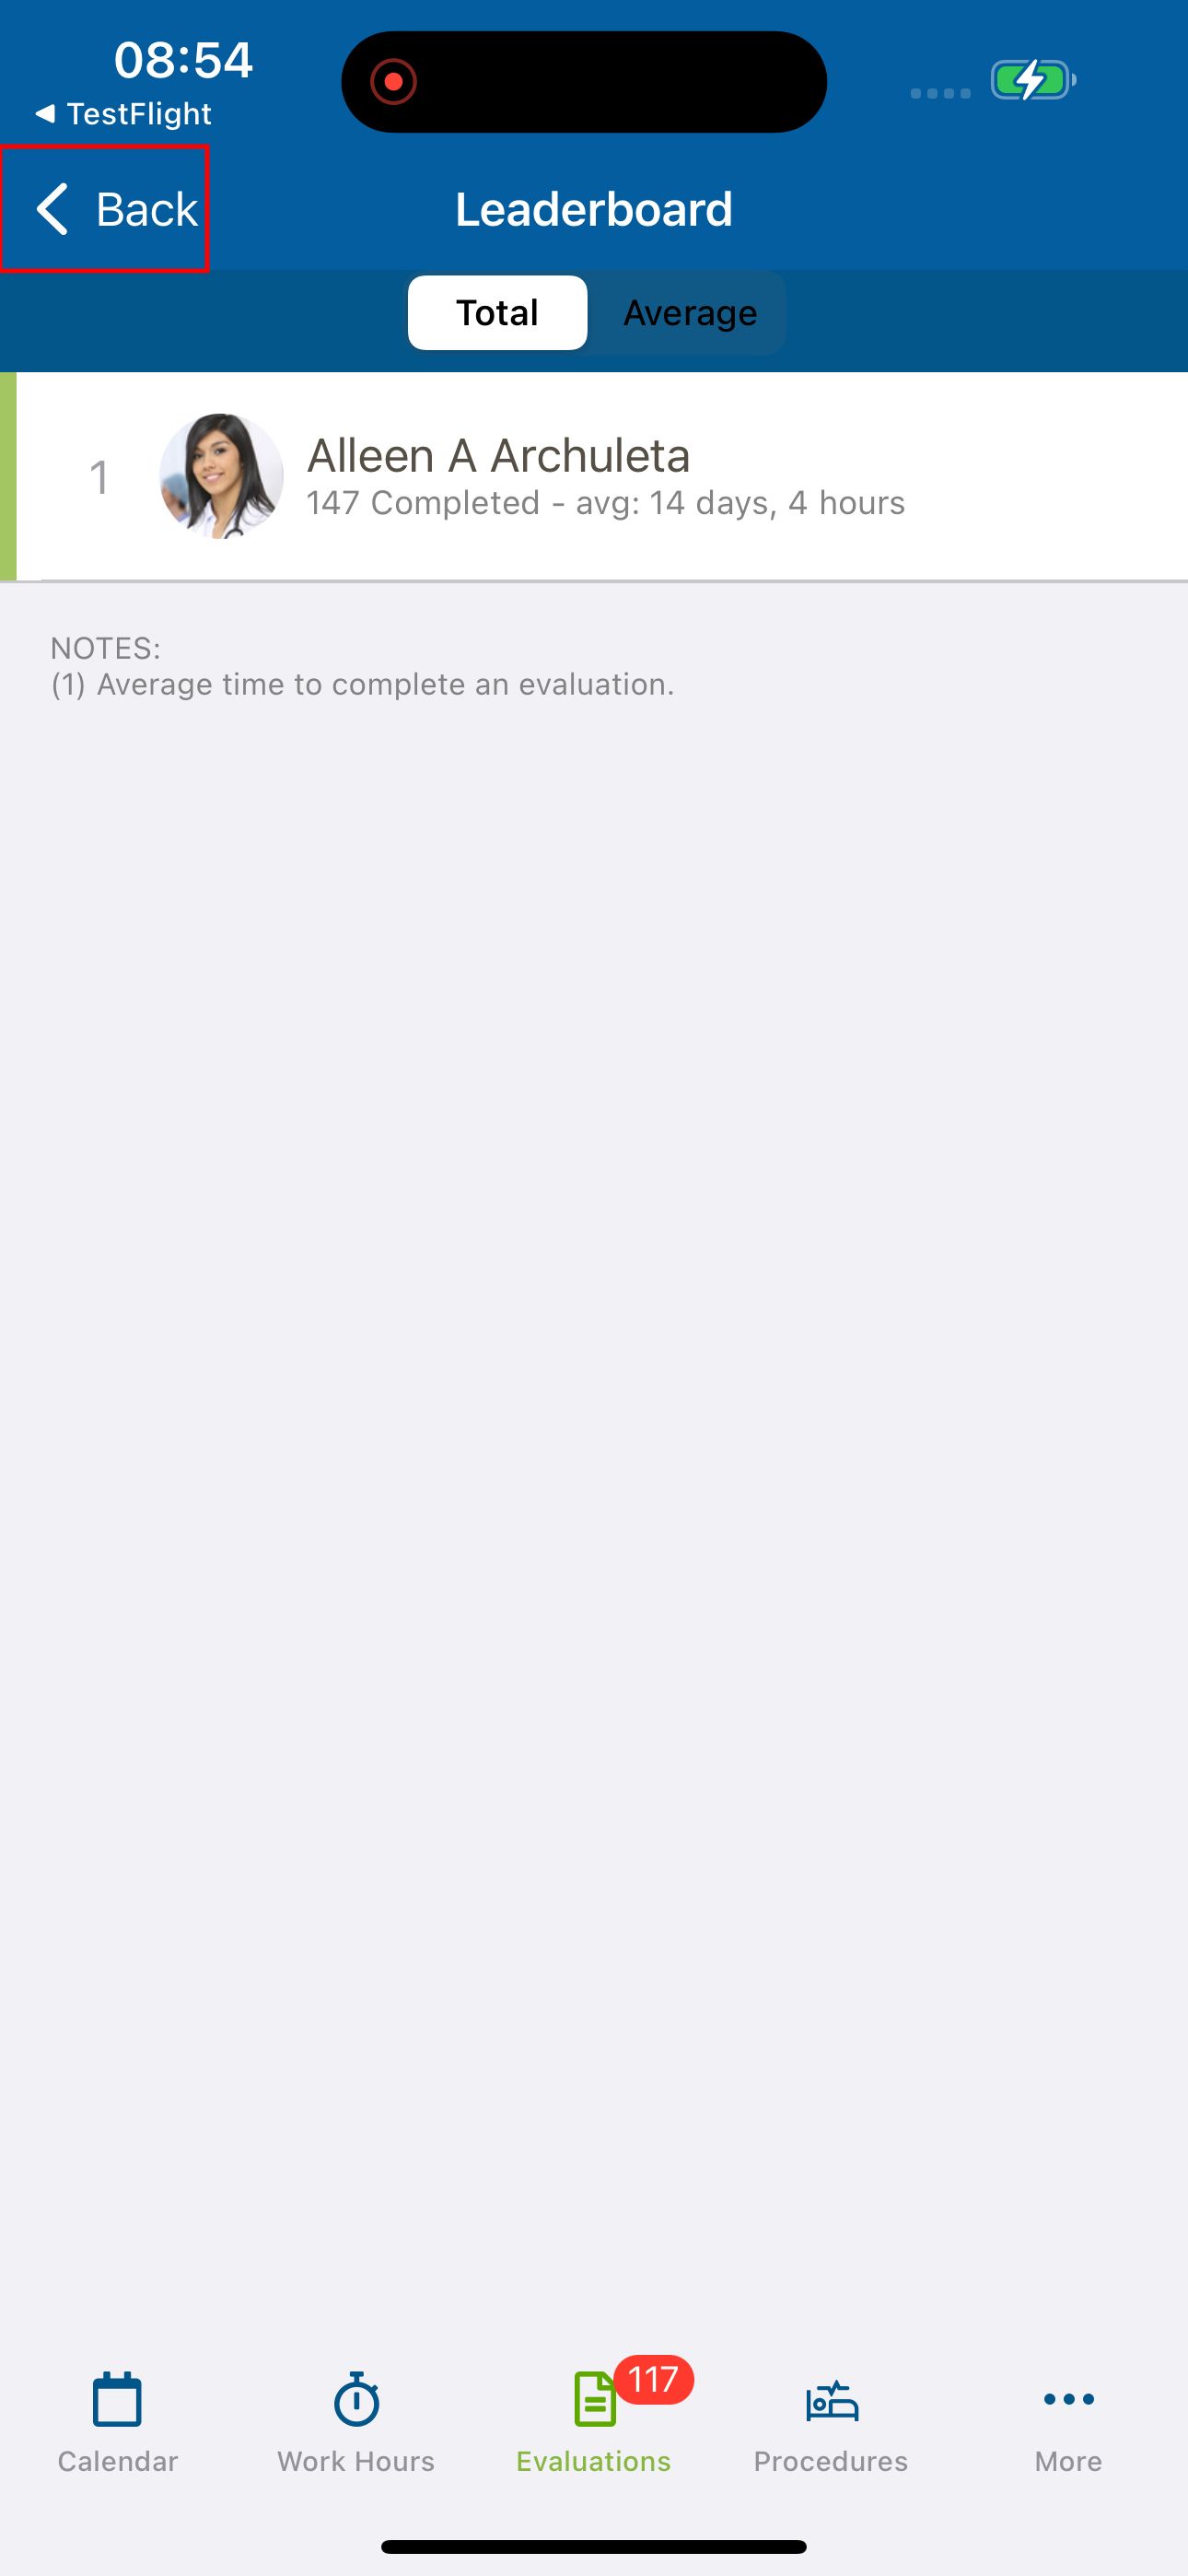 08:54
◀ TestFlight
Back
Leaderboard
Total
Average
1
Alleen A Archuleta
147 Completed - avg: 14 days, 4 hours
NOTES:
(1) Average time to complete an evaluation.
117
Calendar
Work Hours
Evaluations
Procedures
More